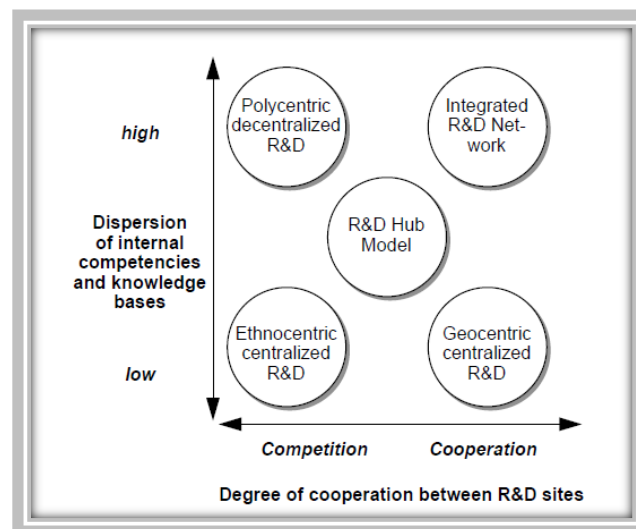 Polycentric
decentralized
R&D
Integrated
R&D Net-
work
high
R&D Hub
Model
Dispersion
of internal
competencies
and knowledge
bases
Ethnocentric
centralized
R&D
Geocentric
centralized
R&D
low
Competition
Cooperation
Degree of cooperation between R&D sites